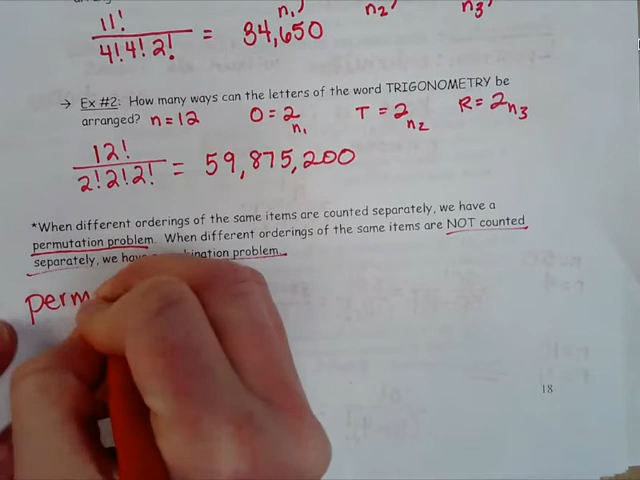 n₁, n₂, n₃,
11!
4! 4! 2!
= 34,650
→ Ex #2: How many ways can the letters of the word TRIGONOMETRY be
arranged? n = 12 O = 2 n₁ T = 2 n₂ R = 2 n₃
12!
2! 2! 2!
= 59,875,200
*When different orderings of the same items are counted separately, we have a
permutation problem. When different orderings of the same items are NOT counted
separately, we problem.
perm
18